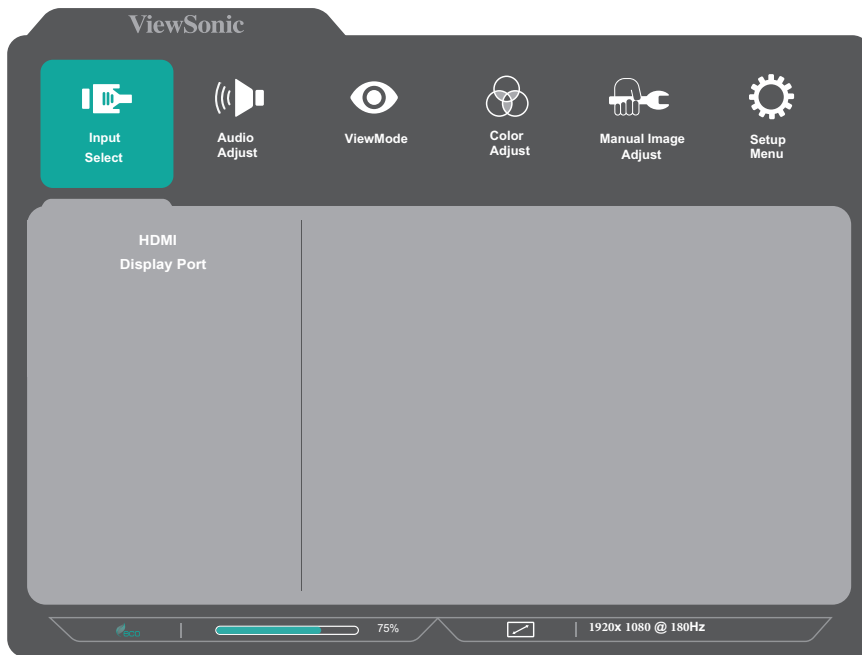 ViewSonic
Input
Select
Audio
Adjust
ViewMode
Color
Adjust
Manual Image
Adjust
Setup
Menu
HDMI
Display Port
eco
75%
1920x 1080 @ 180Hz